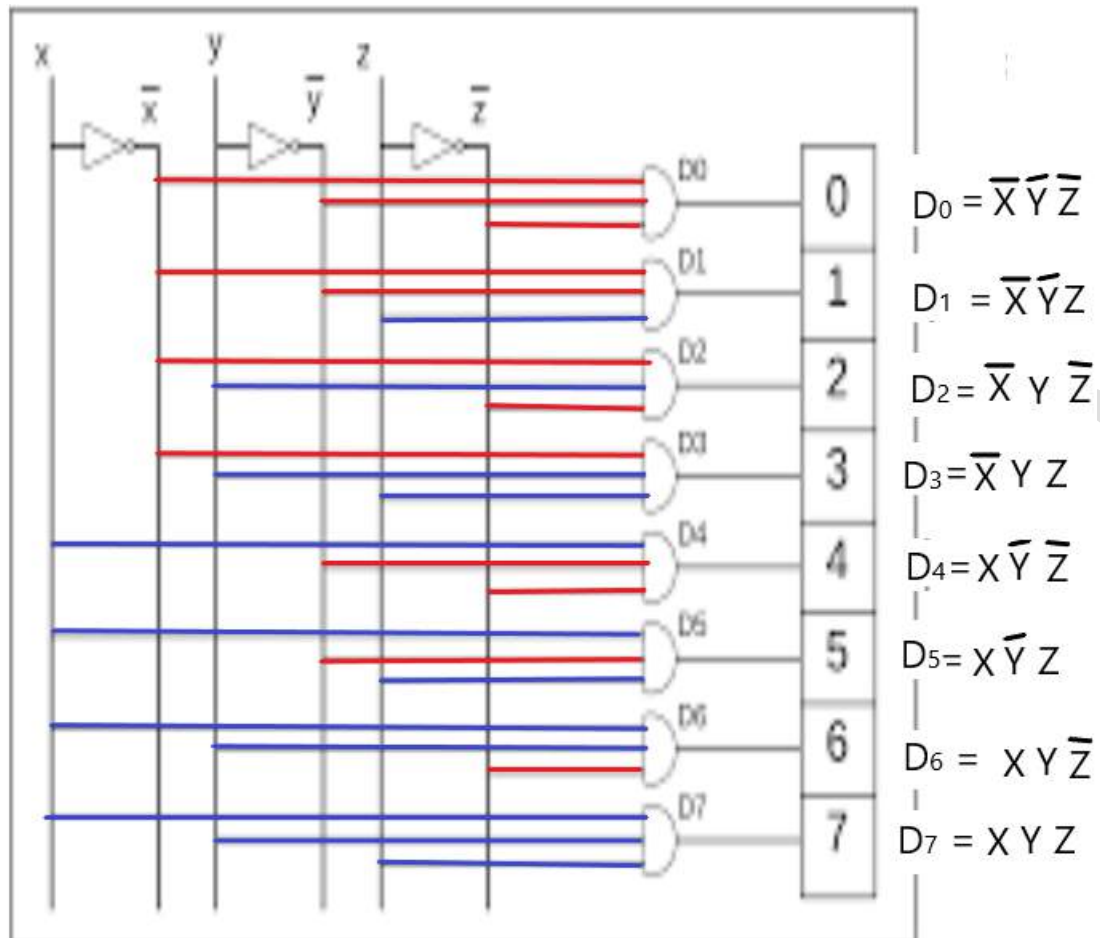 x y z
x̅ y̅ z̅
D0 0 D₀ = X̅ Y̅ Z̅
D1 1 D₁ = X̅ Y̅ Z
D2 2 D₂ = X̅ Y Z̅
D3 3 D₃ = X̅ Y Z
D4 4 D₄ = X Y̅ Z̅
D5 5 D₅ = X Y̅ Z
D6 6 D₆ = X Y Z̅
D7 7 D₇ = X Y Z